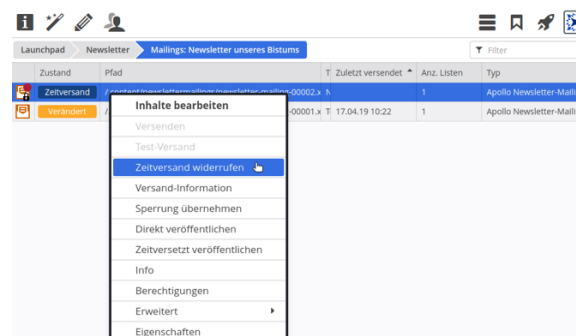 Launchpad Newsletter Mailings: Newsletter unseres Bistums Filter
Zustand Pfad T Zuletzt versendet Anz. Listen Typ
Zeitversand /content/newslettermailings/newsletter-mailing-00002.x N 1 Apollo Newsletter-Maili
Verändert /. -00001.x T 17.04.19 10:22 1 Apollo Newsletter-Maili
Inhalte bearbeiten
Versenden
Test-Versand
Zeitversand widerrufen
Versand-Information
Sperrung übernehmen
Direkt veröffentlichen
Zeitversetzt veröffentlichen
Info
Berechtigungen
Erweitert
Eigenschaften